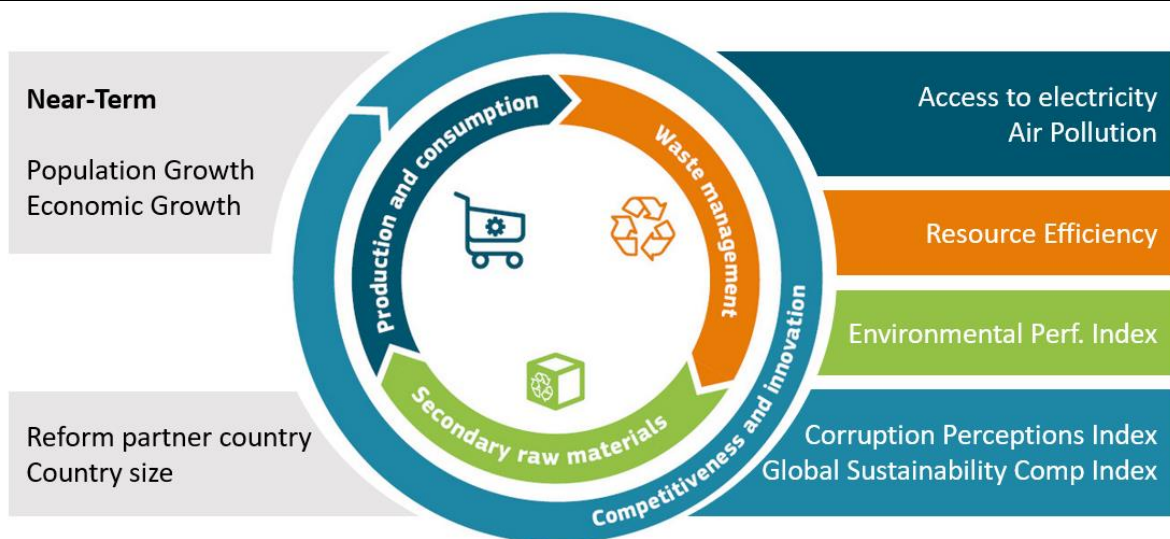 Near-Term
Population Growth
Economic Growth
Reform partner country
Country size
Production and consumption
Waste management
Secondary raw materials
Competitiveness and innovation
Access to electricity
Air Pollution
Resource Efficiency
Environmental Perf. Index
Corruption Perceptions Index
Global Sustainability Comp Index